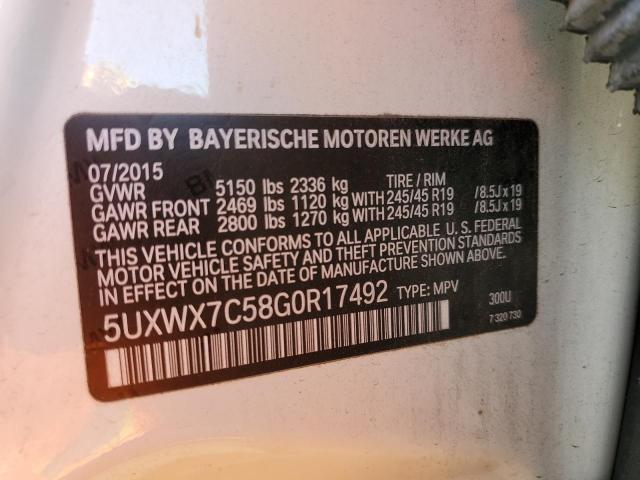 MFD BY BAYERISCHE MOTOREN WERKE AG
07/2015 TIRE / RIM
GVWR 5150 lbs 2336 kg
GAWR FRONT 2469 lbs 1120 kg WITH 245/45 R19 / 8.5J x 19
GAWR REAR 2800 lbs 1270 kg WITH 245/45 R19 / 8.5J x 19
THIS VEHICLE CONFORMS TO ALL APPLICABLE U. S. FEDERAL
MOTOR VEHICLE SAFETY AND THEFT PREVENTION STANDARDS
IN EFFECT ON THE DATE OF MANUFACTURE SHOWN ABOVE.
5UXWX7C58G0R17492 TYPE: MPV 300U
7 320 730